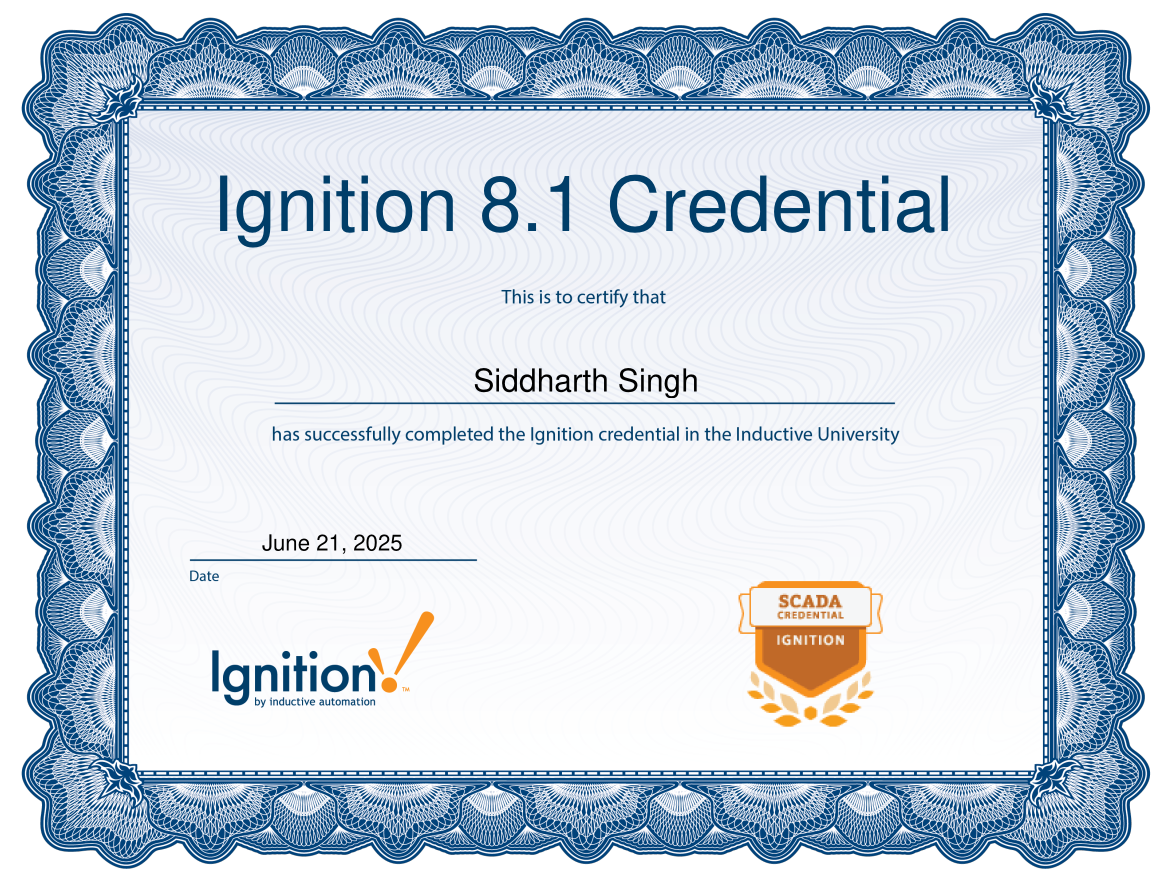 Ignition 8.1 Credential
This is to certify that
Siddharth Singh
has successfully completed the Ignition credential in the Inductive University
June 21, 2025
Date
SCADA
CREDENTIAL
IGNITION
Ignition!™
by inductive automation